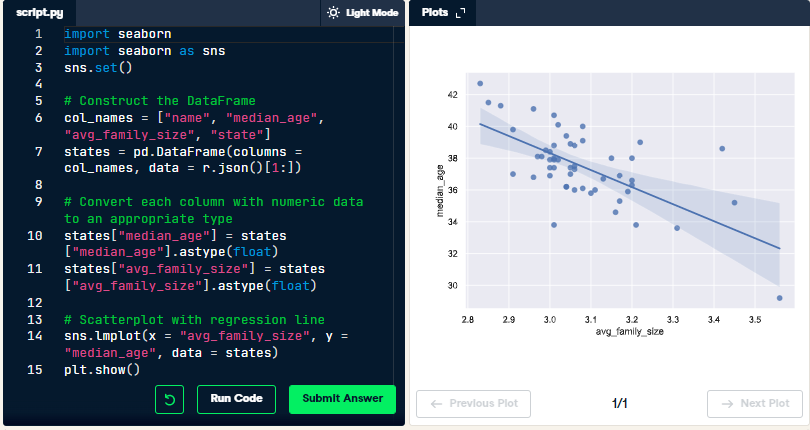 script.py
Light Mode
1 import seaborn
2 import seaborn as sns
3 sns.set()
4
5 # Construct the DataFrame
6 col_names = ["name", "median_age",
"avg_family_size", "state"]
7 states = pd.DataFrame(columns =
col_names, data = r.json()[1:])
8
9 # Convert each column with numeric data
to an appropriate type
10 states["median_age"] = states
["median_age"].astype(float)
11 states["avg_family_size"] = states
["avg_family_size"].astype(float)
12
13 # Scatterplot with regression line
14 sns.lmplot(x = "avg_family_size", y =
"median_age", data = states)
15 plt.show()
Run Code
Submit Answer
Plots
42
40
38
36
34
32
30
median_age
2.8 2.9 3.0 3.1 3.2 3.3 3.4 3.5
avg_family_size
Previous Plot
1/1
Next Plot